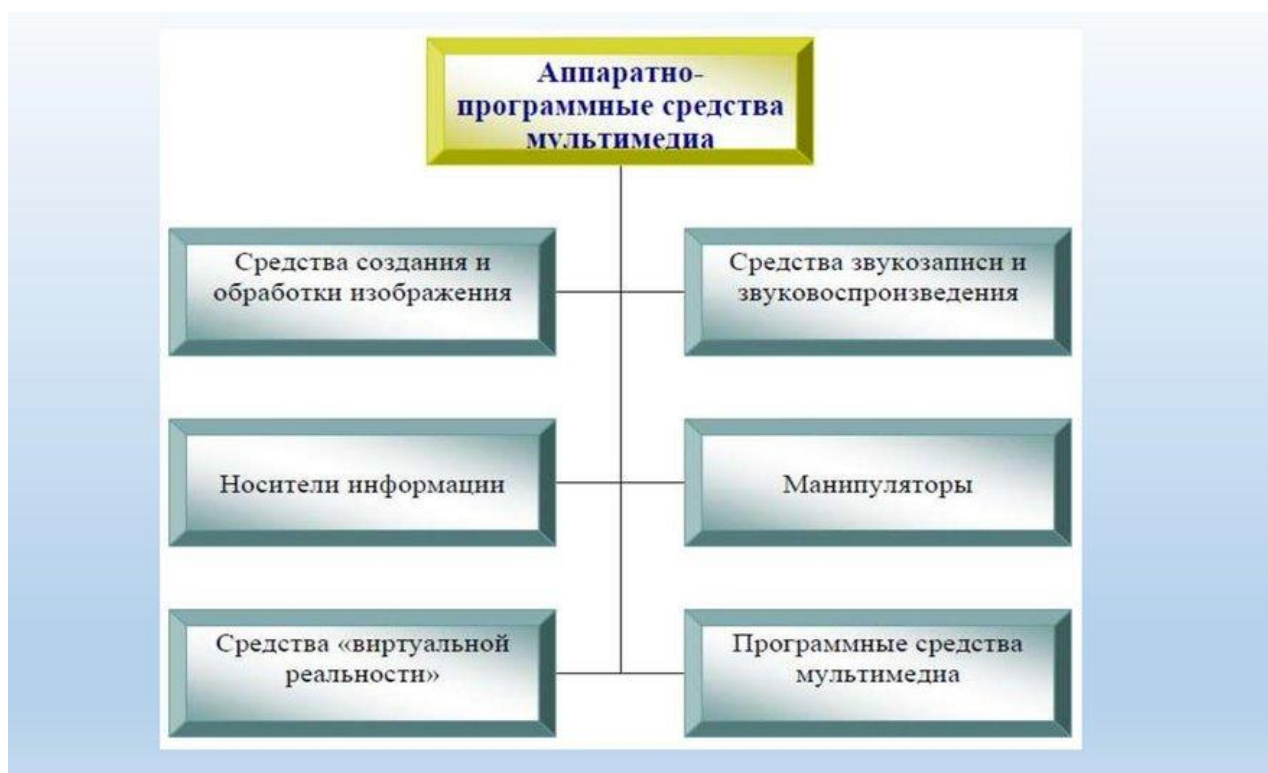 Аппаратно-
программные средства
мультимедиа
Средства создания и
обработки изображения
Средства звукозаписи и
звуковоспроизведения
Носители информации
Манипуляторы
Средства «виртуальной
реальности»
Программные средства
мультимедиа